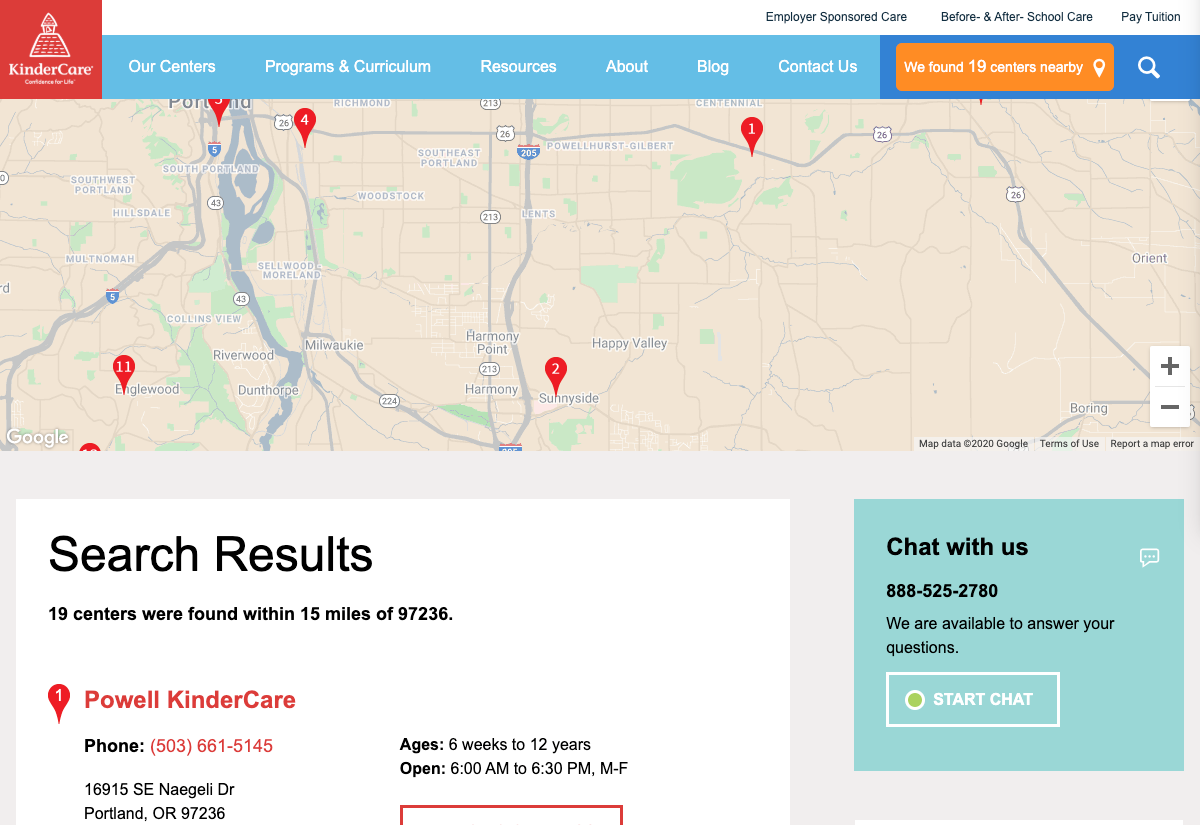 Employer Sponsored Care
Before- & After- School Care
Pay Tuition
KinderCare
Confidence for Life
Our Centers
Programs & Curriculum
Resources
About
Blog
Contact Us
We found 19 centers nearby
Portland
RICHMOND
213
CENTENNIAL
4
26
26
1
26
5
205
POWELLHURST-GILBERT
SOUTHEAST
PORTLAND
SOUTH PORTLAND
SOUTHWEST
PORTLAND
WOODSTOCK
26
43
HILLSDALE
213
LENTS
MULTNOMAH
SELLWOOD
MORELAND
Orient
5
43
COLLINS VIEW
Harmony
Point
Milwaukie
Happy Valley
Riverwood
11
213
2
Englewood
Dunthorpe
Harmony
Sunnyside
224
Boring
Google
Map data ©2020 Google
Terms of Use
Report a map error
Search Results
19 centers were found within 15 miles of 97236.
1
Powell KinderCare
Phone: (503) 661-5145
16915 SE Naegeli Dr
Portland, OR 97236
Ages: 6 weeks to 12 years
Open: 6:00 AM to 6:30 PM, M-F
Chat with us
888-525-2780
We are available to answer your
questions.
START CHAT